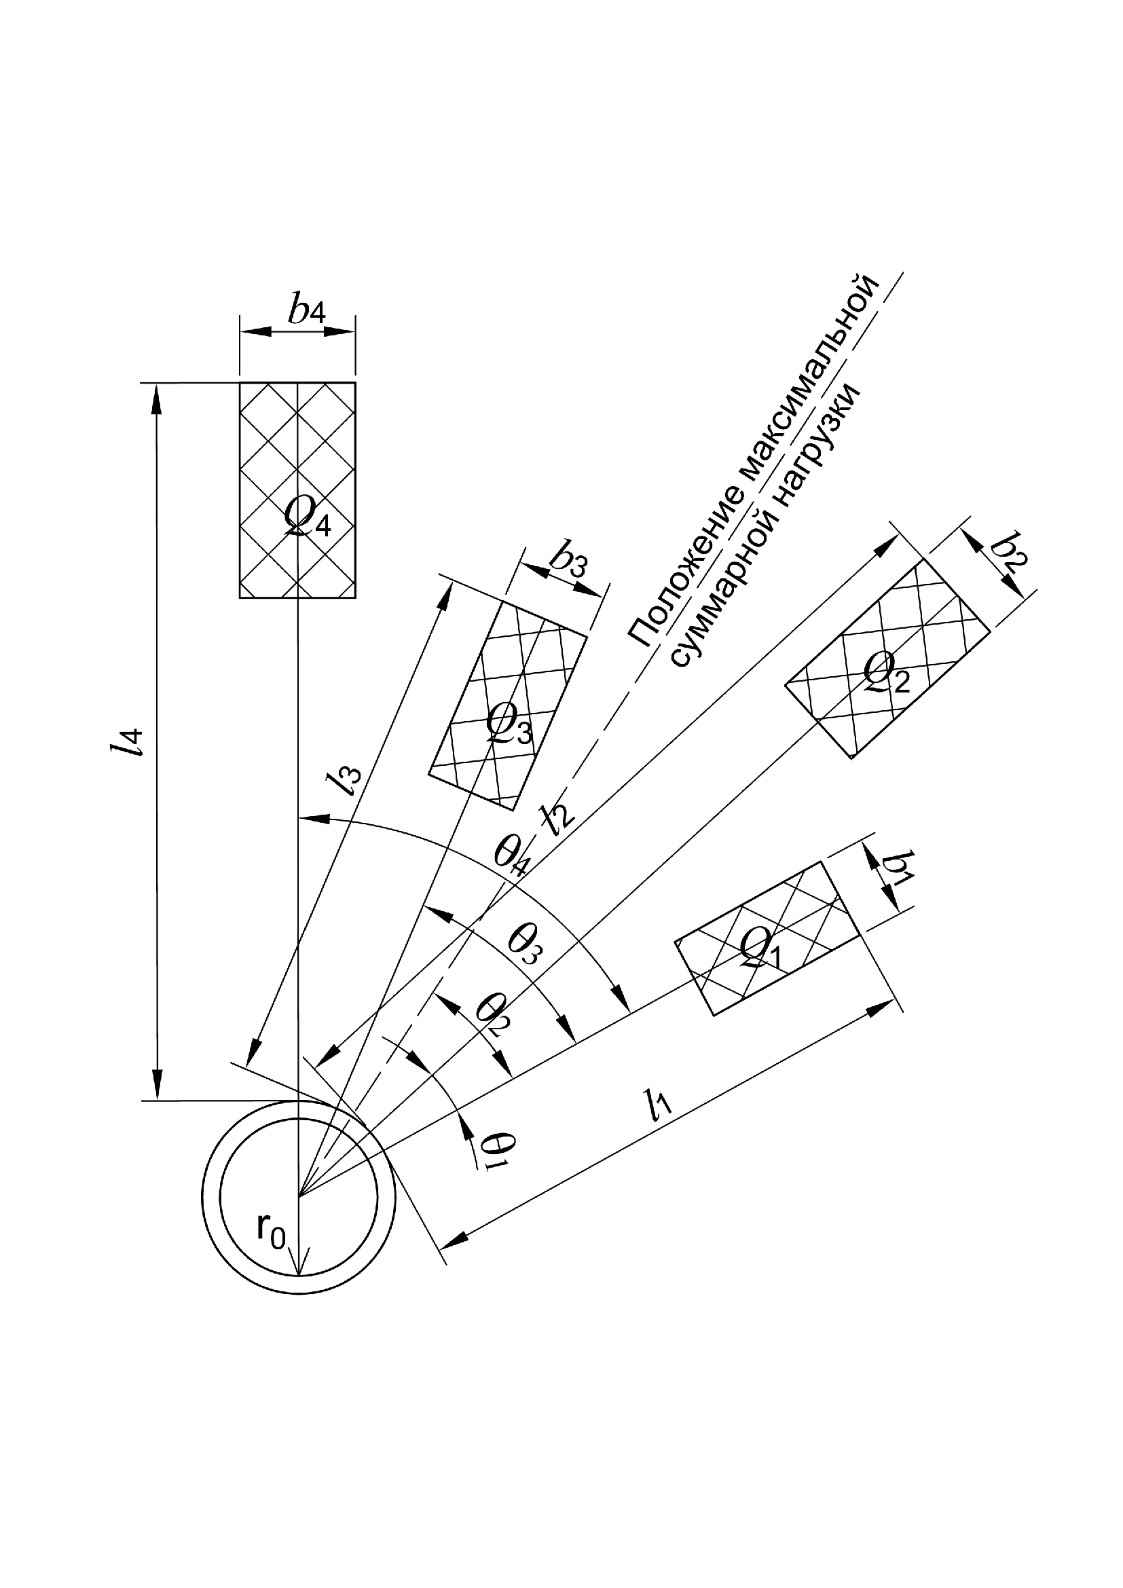 b4
Положение максимальной
суммарной нагрузки
b3
b2
Q4
Q2
Q3
l4
l3
l2
θ4
b1
θ3
Q1
θ2
l1
θ1
r0